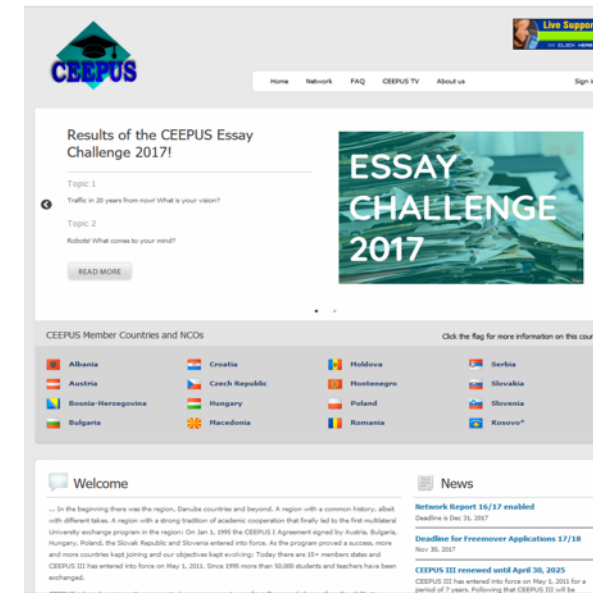 Live Suppor
>> CLICK HERE
CEEPUS
Home Network FAQ CEEPUS TV About us Sign i
Results of the CEEPUS Essay
Challenge 2017!
Topic 1
Traffic in 20 years from now! What is your vision?
Topic 2
Robots! What comes to your mind?
READ MORE
ESSAY
CHALLENGE
2017
CEEPUS Member Countries and NCOs Click the flag for more information on this coun
Albania Croatia Moldova Serbia
Austria Czech Republic Montenegro Slovakia
Bosnia-Herzegovina Hungary Poland Slovenia
Bulgaria Macedonia Romania Kosovo*
Welcome
... In the beginning there was the region, Danube countries and beyond. A region with a common history, albeit
with different takes. A region with a strong tradition of academic cooperation that finally led to the first multilateral
University exchange program in the region: On Jan 1, 1995 the CEEPUS I Agreement signed by Austria, Bulgaria,
Hungary, Poland, the Slovak Republic and Slovenia entered into force. As the program proved a success, more
and more countries kept joining and our objectives kept evolving: Today there are 15+ members states and
CEEPUS III has entered into force on May 1, 2011. Since 1995 more than 50.000 students and teachers have been
exchanged.
News
Network Report 16/17 enabled
Deadline is Dec 31, 2017
Deadline for Freemover Applications 17/18
Nov 30, 2017
CEEPUS III renewed until April 30, 2025
CEEPUS III has entered into force on May 1, 2011 for a
period of 7 years. Following that CEEPUS III will be